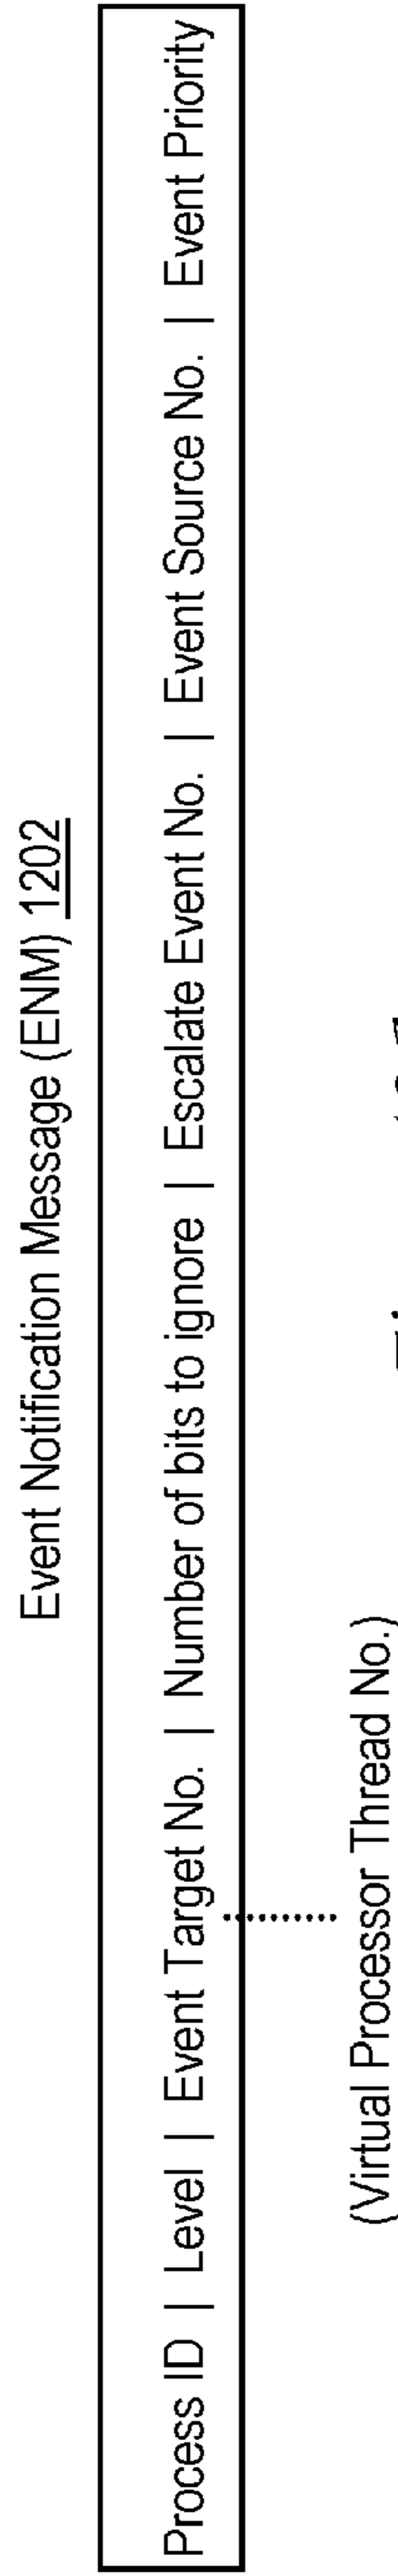 Event Notification Message (ENM) 1202
Process ID | Level | Event Target No. | Number of bits to ignore | Escalate Event No. | Event Source No. | Event Priority
(Virtual Processor Thread No.)